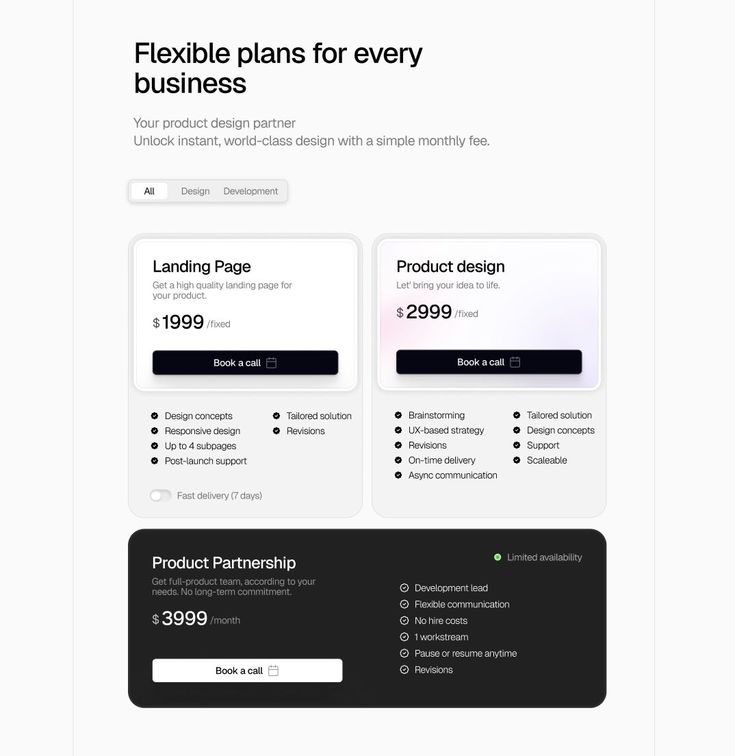 Flexible plans for every
business
Your product design partner
Unlock instant, world-class design with a simple monthly fee.
All
Design
Development
Landing Page
Get a high quality landing page for
your product.
$1999 /fixed
Book a call
Design concepts
Responsive design
Up to 4 subpages
Post-launch support
Tailored solution
Revisions
Fast delivery (7 days)
Product design
Let' bring your idea to life.
$2999 /fixed
Book a call
Brainstorming
UX-based strategy
Revisions
On-time delivery
Async communication
Tailored solution
Design concepts
Support
Scaleable
Product Partnership
Get full-product team, according to your
needs. No long-term commitment.
$3999 /month
Book a call
Limited availability
Development lead
Flexible communication
No hire costs
1 workstream
Pause or resume anytime
Revisions